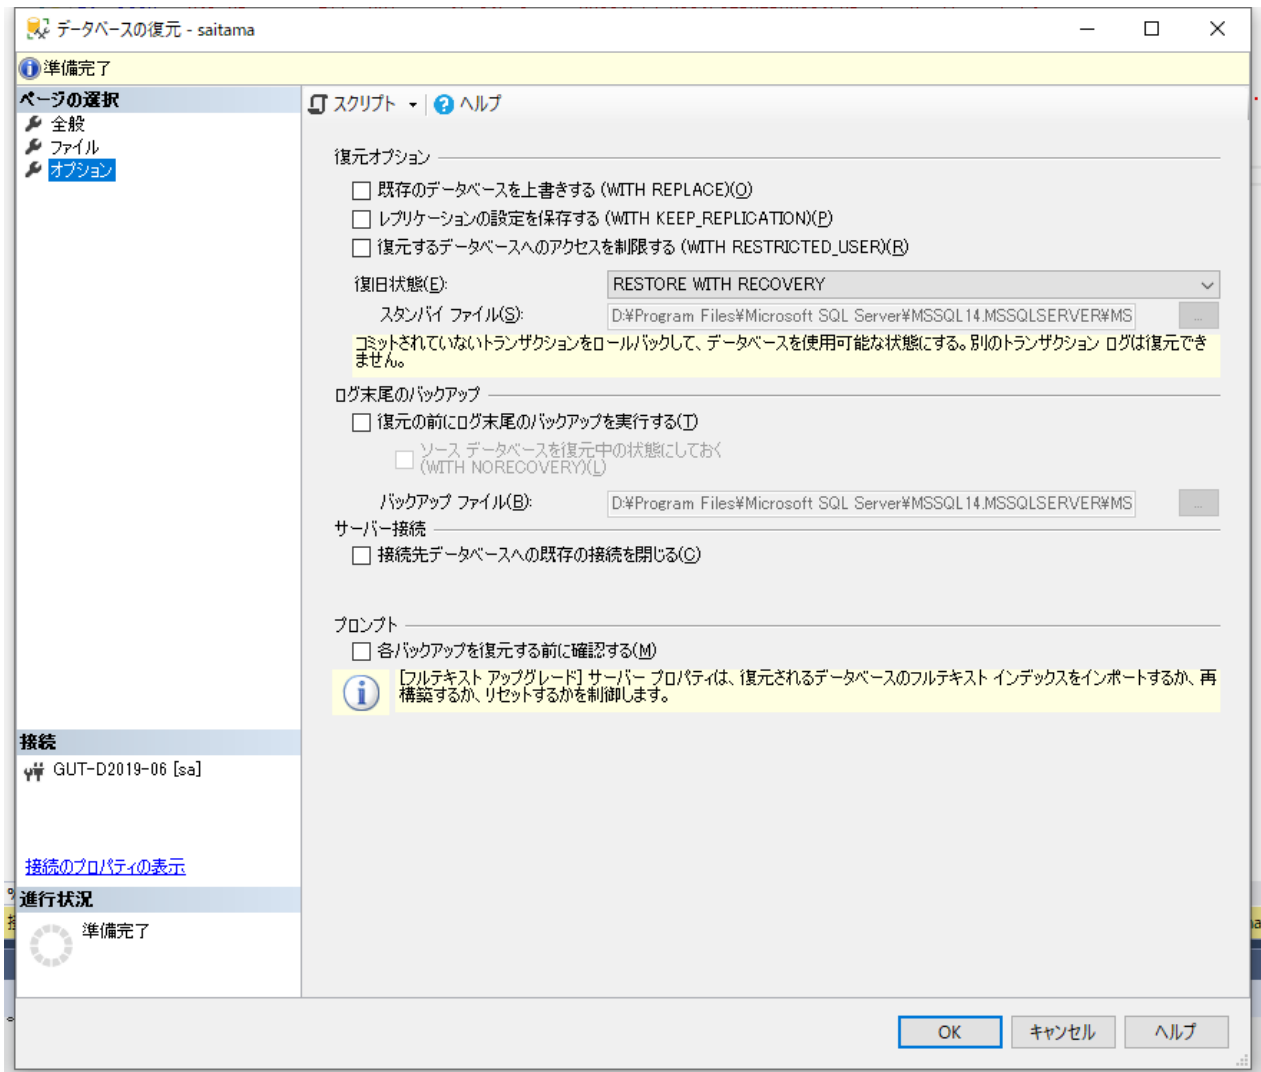 データベースの復元 - saitama
準備完了
ページの選択
全般
ファイル
オプション
スクリプト
ヘルプ
復元オプション
既存のデータベースを上書きする (WITH REPLACE)(O)
レプリケーションの設定を保存する (WITH KEEP_REPLICATION)(P)
復元するデータベースへのアクセスを制限する (WITH RESTRICTED_USER)(R)
復旧状態(E):
RESTORE WITH RECOVERY
スタンバイ ファイル(S):
D:¥Program Files¥Microsoft SQL Server¥MSSQL14.MSSQLSERVER¥MS
...
コミットされていないトランザクションをロールバックして、データベースを使用可能な状態にする。別のトランザクション ログは復元でき
ません。
ログ末尾のバックアップ
復元の前にログ末尾のバックアップを実行する(T)
ソース データベースを復元中の状態にしておく
(WITH NORECOVERY)(L)
バックアップ ファイル(B):
D:¥Program Files¥Microsoft SQL Server¥MSSQL14.MSSQLSERVER¥MS
...
サーバー接続
接続先データベースへの既存の接続を閉じる(C)
プロンプト
各バックアップを復元する前に確認する(M)
[フルテキスト アップグレード] サーバー プロパティは、復元されるデータベースのフルテキスト インデックスをインポートするか、再
構築するか、リセットするかを制御します。
接続
GUT-D2019-06 [sa]
接続のプロパティの表示
進行状況
準備完了
OK
キャンセル
ヘルプ